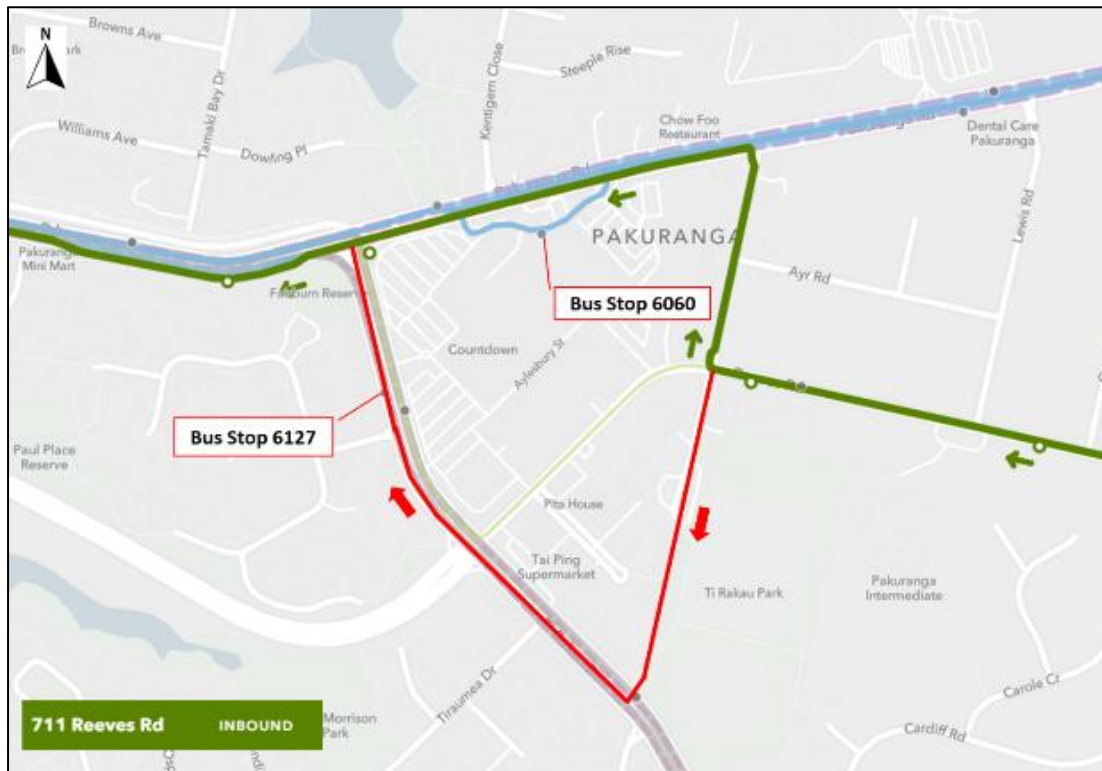 N
Browns Ave
Tamaki Bay Dr
Kentigern Close
Steeple Rise
Williams Ave
Dowling Pl
Chow Foo
Restaurant
Dental Care
Pakuranga
Lewis Rd
PAKURANGA
Pakuranga
Mini Mart
Ayr Rd
Bus Stop 6060
Countdown
Aylesbury St
Bus Stop 6127
Paul Place
Reserve
Pita House
Tai Ping
Supermarket
Ti Rakau Park
Pakuranga
Intermediate
Tiraumea Dr
Carole Cr
Cardiff Rd
711 Reeves Rd
INBOUND
Morrison
Park